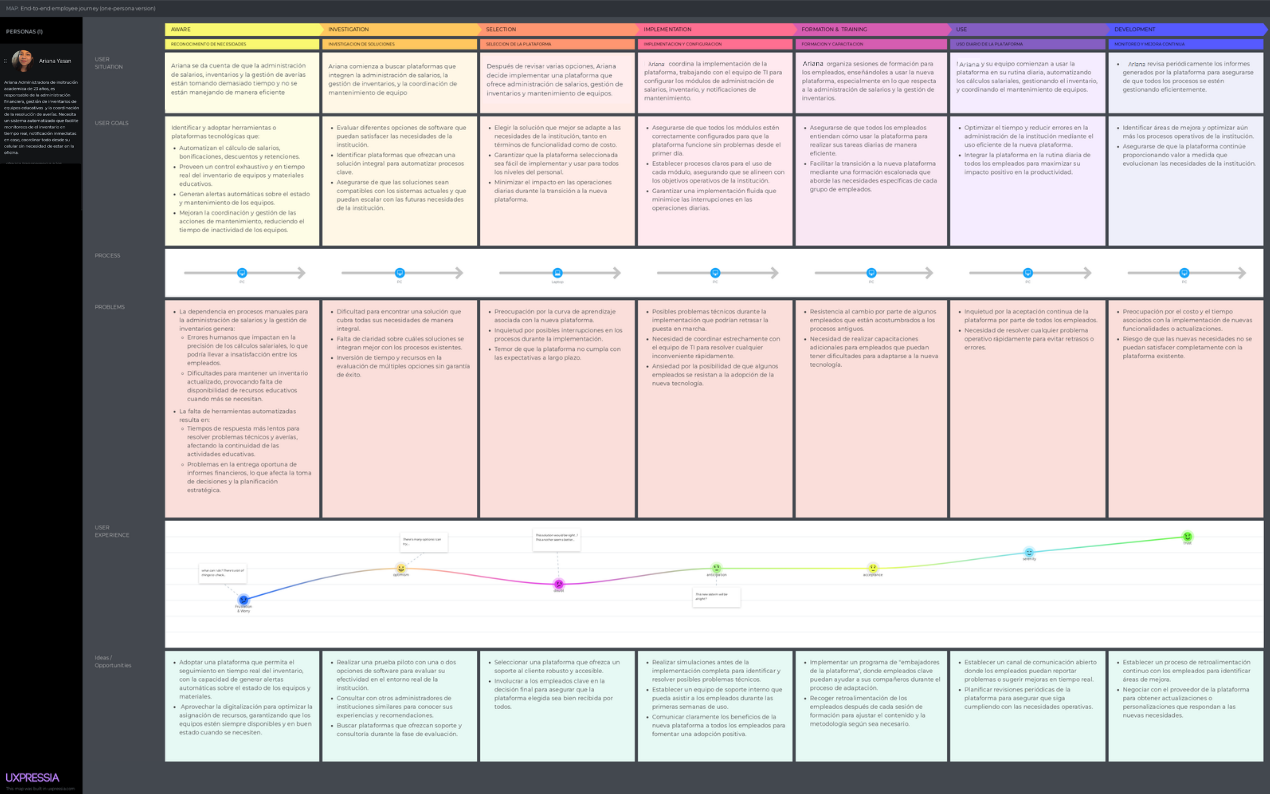 MAP: End-to-end employee journey (one-persona version)
PERSONAS (1)
Ariana Yasan
Ariana Administradora de institución
académica de 23 años, es
responsable de la administración
financiera, gestión de inventarios de
equipos educativos y la coordinación
de la resolución de averías. Necesita
un sistema automatizado que facilite
monitoreo de el inventario en
tiempo real, notificación inmediata
celular sin necesidad de estar en la
oficina.
AWARE
INVESTIGATION
SELECTION
IMPLEMENTATION
FORMATION & TRAINING
USE
DEVELOPMENT
RECONOCIMIENTO DE NECESIDADES
INVESTIGACION DE SOLUCIONES
SELECCION DE LA PLATAFORMA
IMPLEMENTACION Y CONFIGURACION
FORMACION Y CAPACITACION
USO DIARIO DE LA PLATAFORMA
MONITOREO Y MEJORA CONTINUA
USER
SITUATION
Ariana se da cuenta de que la administración
de salarios, inventarios y la gestión de averías
están tomando demasiado tiempo y no se
están manejando de manera eficiente
Ariana comienza a buscar plataformas que
integren la administración de salarios, la
gestión de inventarios y la coordinación de
mantenimiento de equipo
Después de revisar varias opciones, Ariana
decide implementar una plataforma que
ofrece administración de salarios, gestión de
inventarios y mantenimiento de equipos.
Ariana coordina la implementación de la
plataforma, trabajando con el equipo de TI para
configurar los módulos de administración de
salarios, inventario, y notificaciones de
mantenimiento.
Ariana organiza sesiones de formación para
los empleados, enseñándoles a usar la nueva
plataforma, especialmente en lo que respecta
a la administración de salarios y la gestión de
inventarios.
Ariana y su equipo comienzan a usar la
plataforma en su rutina diaria, automatizando
los cálculos de salarios, gestionando el inventario,
y coordinando el mantenimiento de equipos.
Ariana revisa periódicamente los informes
generados por la plataforma para asegurarse
de que todos los procesos se estén
gestionando eficientemente.
USER GOALS
Identificar y adoptar herramientas o
plataformas tecnológicas que:
• Automatizan el cálculo de salarios,
bonificaciones, descuentos y retenciones.
• Proveen un control exhaustivo y en tiempo
real del inventario de equipos y materiales
educativos.
• Generan alertas automáticas sobre el estado
y mantenimiento de los equipos.
• Mejoran la coordinación y gestión de las
acciones de mantenimiento, reduciendo el
tiempo de inactividad de los equipos.
• Evaluar diferentes opciones de software que
puedan satisfacer las necesidades de la
institución.
• Identificar plataformas que ofrezcan una
solución integral para automatizar procesos
clave.
• Asegurarse de que las soluciones sean
compatibles con los sistemas actuales y que
puedan escalar con las futuras necesidades
de la institución.
• Elegir la solución que mejor se adapte a las
necesidades de la institución, tanto en
términos de funcionalidad como de costo.
• Garantizar que la plataforma seleccionada
sea fácil de implementar y usar para todos
los niveles del personal.
• Minimizar el impacto en las operaciones
diarias durante la transición a la nueva
plataforma.
• Asegurarse de que todos los módulos estén
correctamente configurados para que la
plataforma funcione sin problemas desde el
primer día.
• Establecer procesos claros para el uso de
cada módulo, asegurando que se alineen con
los objetivos operativos de la institución.
• Garantizar una implementación fluida que
minimice las interrupciones en las
operaciones diarias.
• Asegurarse de que todos los empleados
entiendan cómo usar la plataforma para
realizar sus tareas diarias de manera
eficiente.
• Facilitar la transición a la nueva plataforma
mediante una formación escalonada que
aborde las necesidades específicas de cada
grupo de empleados.
• Optimizar el tiempo y reducir errores en la
administración de la institución mediante el
uso eficiente de la nueva plataforma.
• Integrar la plataforma en la rutina diaria de
todos los empleados para maximizar su
impacto positivo en la productividad.
• Identificar áreas de mejora y optimizar aún
más los procesos operativos de la institución.
• Asegurarse de que la plataforma continúe
proporcionando valor a medida que
evolucionan las necesidades de la institución.
PROCESS
PROBLEMS
• La dependencia en procesos manuales para
la administración de salarios y la gestión de
inventarios genera:
Errores humanos que impactan en la
precisión de los cálculos salariales, lo que
podría llevar a insatisfacción entre los
empleados.
Dificultades para mantener un inventario
actualizado, provocando falta de
disponibilidad de recursos educativos
cuando más se necesitan.
• La falta de herramientas automatizadas
resulta en:
Tiempos de respuesta más lentos para
resolver problemas técnicos y averías,
afectando la continuidad de las
actividades educativas.
Problemas en la entrega oportuna de
informes financieros, lo que afecta la toma
de decisiones y la planificación
estratégica.
• Dificultad para encontrar una solución que
cubra todas sus necesidades de manera
integral.
• Falta de claridad sobre cuáles soluciones se
integran mejor con los procesos existentes.
• Inversión de tiempo y recursos en la
evaluación de múltiples opciones sin garantía
de éxito.
• Preocupación por la curva de aprendizaje
asociada con la nueva plataforma.
• Inquietud por posibles interrupciones en los
procesos durante la implementación.
• Temor de que la plataforma no cumpla con
las expectativas a largo plazo.
• Posibles problemas técnicos durante la
implementación que podrían retrasar la
puesta en marcha.
• Necesidad de coordinar estrechamente con
el equipo de TI para resolver cualquier
inconveniente rápidamente.
• Ansiedad por la posibilidad de que algunos
empleados se resistan a la adopción de la
nueva tecnología.
• Resistencia al cambio por parte de algunos
empleados que están acostumbrados a los
procesos antiguos.
• Necesidad de realizar capacitaciones
adicionales para empleados que puedan
tener dificultades para adaptarse a la nueva
tecnología.
• Inquietud por la aceptación continua de la
plataforma por parte de todos los empleados.
• Necesidad de resolver cualquier problema
operativo rápidamente para evitar retrasos o
errores.
• Preocupación por el costo y el tiempo
asociados con la implementación de nuevas
funcionalidades o actualizaciones.
• Riesgo de que las nuevas necesidades no se
puedan satisfacer completamente con la
plataforma existente.
USER
EXPERIENCE
optimism
doubt
anticipation
acceptance
Ideas /
Opportunities
• Adoptar una plataforma que permita el
seguimiento en tiempo real del inventario,
con la capacidad de generar alertas
automáticas sobre el estado de los equipos y
materiales.
• Aprovechar la digitalización para optimizar la
asignación de recursos, garantizando que los
equipos estén siempre disponibles y en buen
estado cuando se necesiten.
• Realizar una prueba piloto con una o dos
opciones de software para evaluar su
efectividad en el entorno real de la
institución.
• Consultar con otros administradores de
instituciones similares para conocer sus
experiencias y recomendaciones.
• Buscar plataformas que ofrezcan soporte y
consultoría durante la fase de evaluación.
• Seleccionar una plataforma que ofrezca un
soporte al cliente robusto y accesible.
• Involucrar a los empleados clave en la
decisión final para asegurar que la
plataforma elegida sea bien recibida por
todos.
• Realizar simulaciones antes de la
implementación completa para identificar y
resolver posibles problemas técnicos.
• Establecer un equipo de soporte interno que
pueda asistir a los empleados durante las
primeras semanas de uso.
• Comunicar claramente los beneficios de la
nueva plataforma a todos los empleados para
fomentar una adopción positiva.
• Implementar un programa de "embajadores
de la plataforma", donde empleados clave
puedan ayudar a sus compañeros durante el
proceso de adaptación.
• Recoger retroalimentación de los
empleados después de cada sesión de
formación para ajustar el contenido y la
metodología según sea necesario.
• Establecer un canal de comunicación abierto
donde los empleados puedan reportar
problemas o sugerir mejoras en tiempo real.
• Planificar revisiones periódicas de la
plataforma para asegurar que siga
cumpliendo con las necesidades operativas.
• Establecer un proceso de retroalimentación
continuo con los empleados para identificar
áreas de mejora.
• Negociar con el proveedor de la plataforma
para obtener actualizaciones o
personalizaciones que respondan a las
nuevas necesidades.
UXPRESSIA
This map was built in uxpressia.com